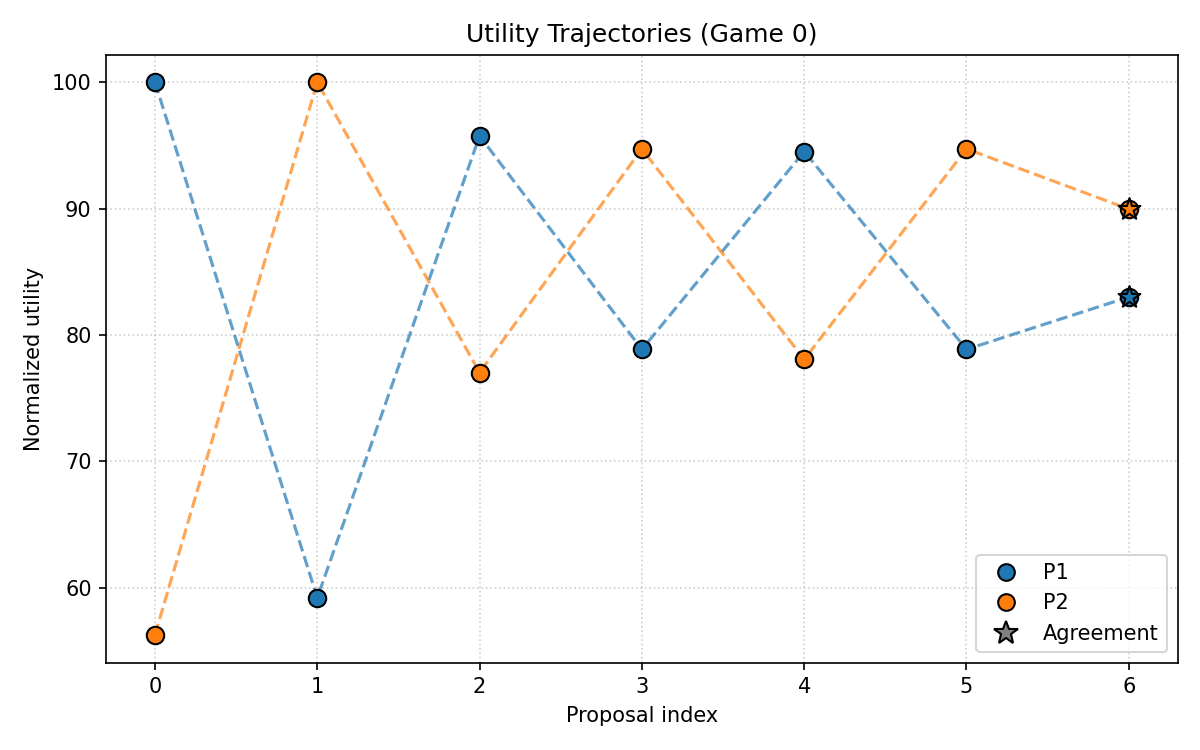 Utility Trajectories (Game 0)
Normalized utility
100
90
80
70
60
P1
P2
Agreement
0 1 2 3 4 5 6
Proposal index